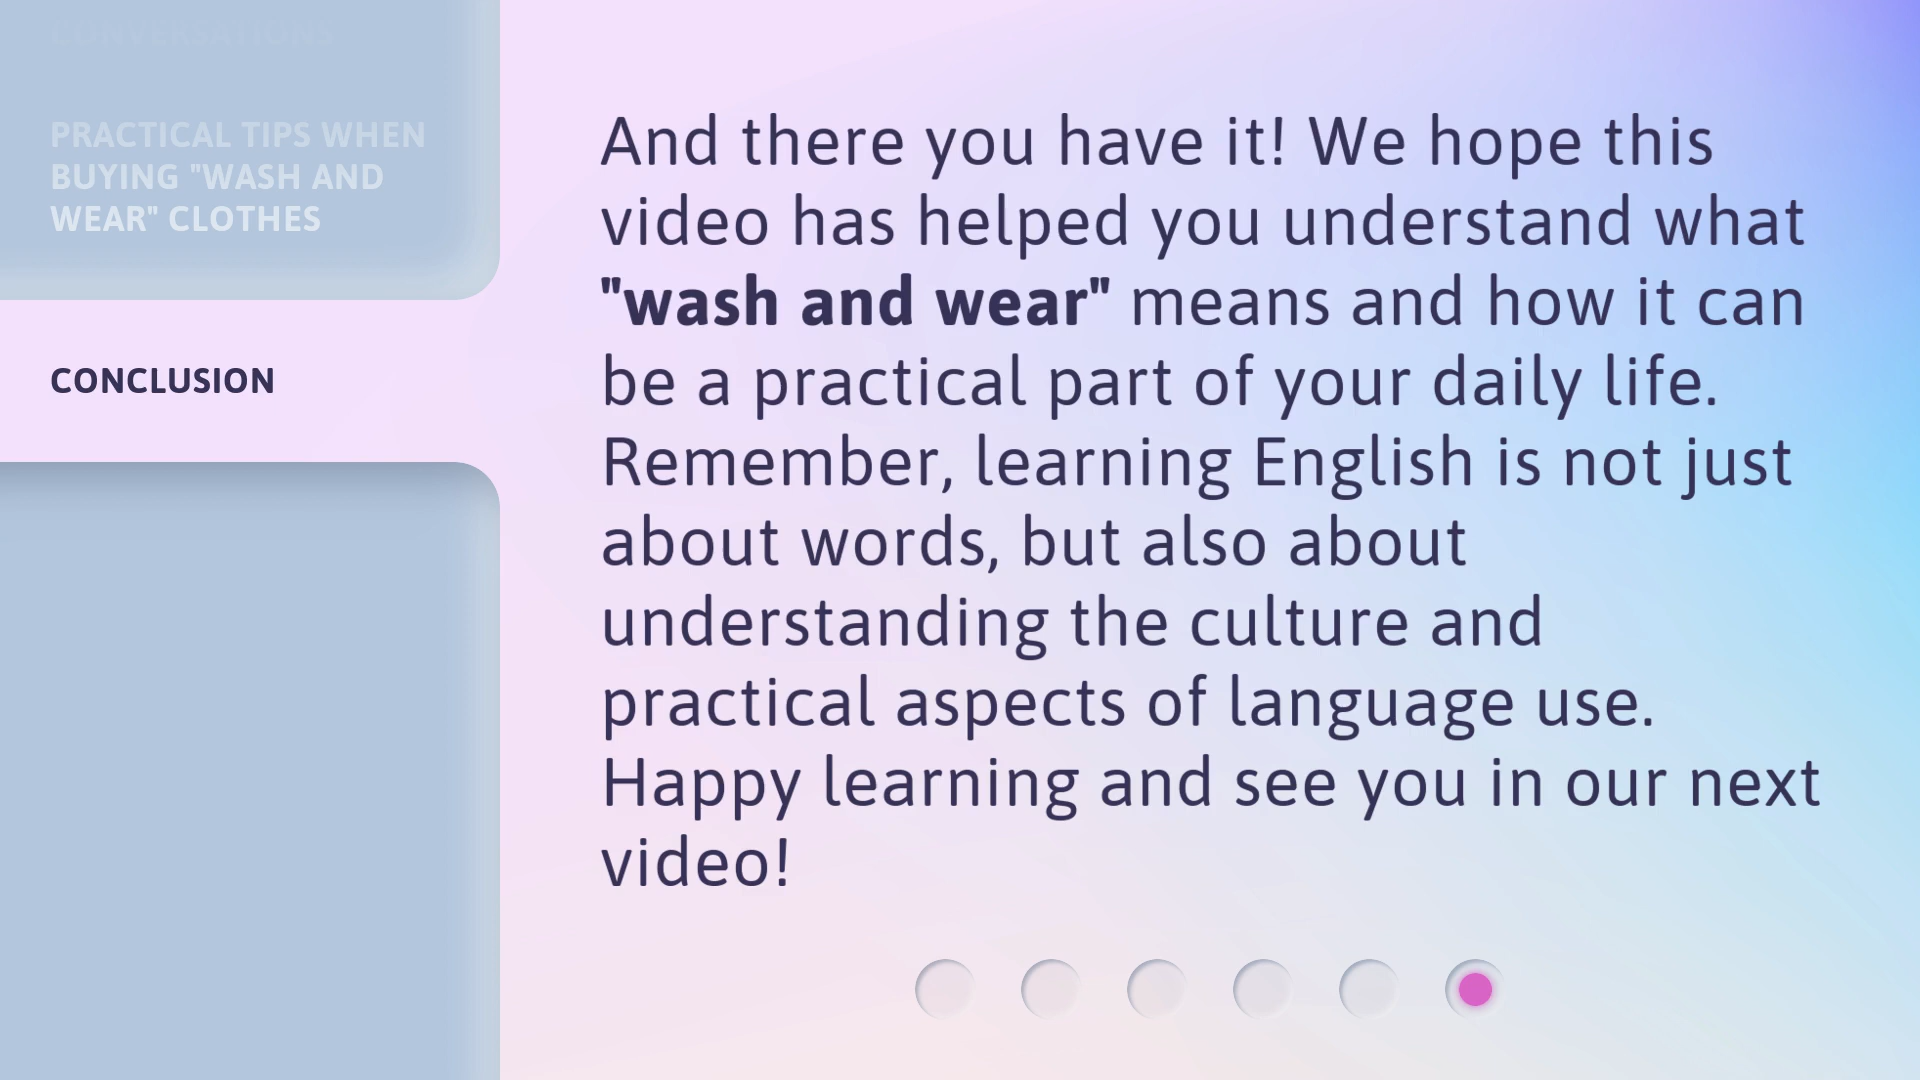 CONVERSATIONS
PRACTICAL TIPS WHEN
BUYING "WASH AND
WEAR" CLOTHES
CONCLUSION
And there you have it! We hope this
video has helped you understand what
"wash and wear" means and how it can
be a practical part of your daily life.
Remember, learning English is not just
about words, but also about
understanding the culture and
practical aspects of language use.
Happy learning and see you in our next
video!